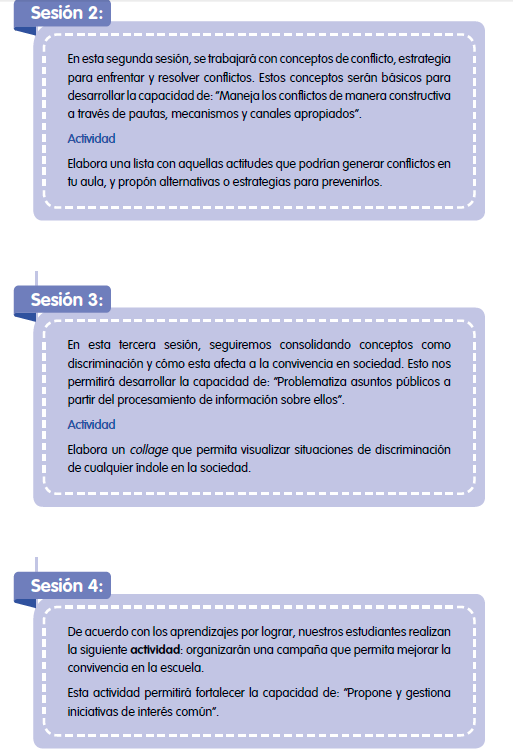 Sesión 2:
En esta segunda sesión, se trabajará con conceptos de conflicto, estrategia
para enfrentar y resolver conflictos. Estos conceptos serán básicos para
desarrollar la capacidad de: “Maneja los conflictos de manera constructiva
a través de pautas, mecanismos y canales apropiados”.
Actividad
Elabora una lista con aquellas actitudes que podrían generar conflictos en
tu aula, y propón alternativas o estrategias para prevenirlos.
Sesión 3:
En esta tercera sesión, seguiremos consolidando conceptos como
discriminación y cómo esta afecta a la convivencia en sociedad. Esto nos
permitirá desarrollar la capacidad de: “Problematiza asuntos públicos a
partir del procesamiento de información sobre ellos”.
Actividad
Elabora un collage que permita visualizar situaciones de discriminación
de cualquier índole en la sociedad.
Sesión 4:
De acuerdo con los aprendizajes por lograr, nuestros estudiantes realizan
la siguiente actividad: organizarán una campaña que permita mejorar la
convivencia en la escuela.
Esta actividad permitirá fortalecer la capacidad de: “Propone y gestiona
iniciativas de interés común”.